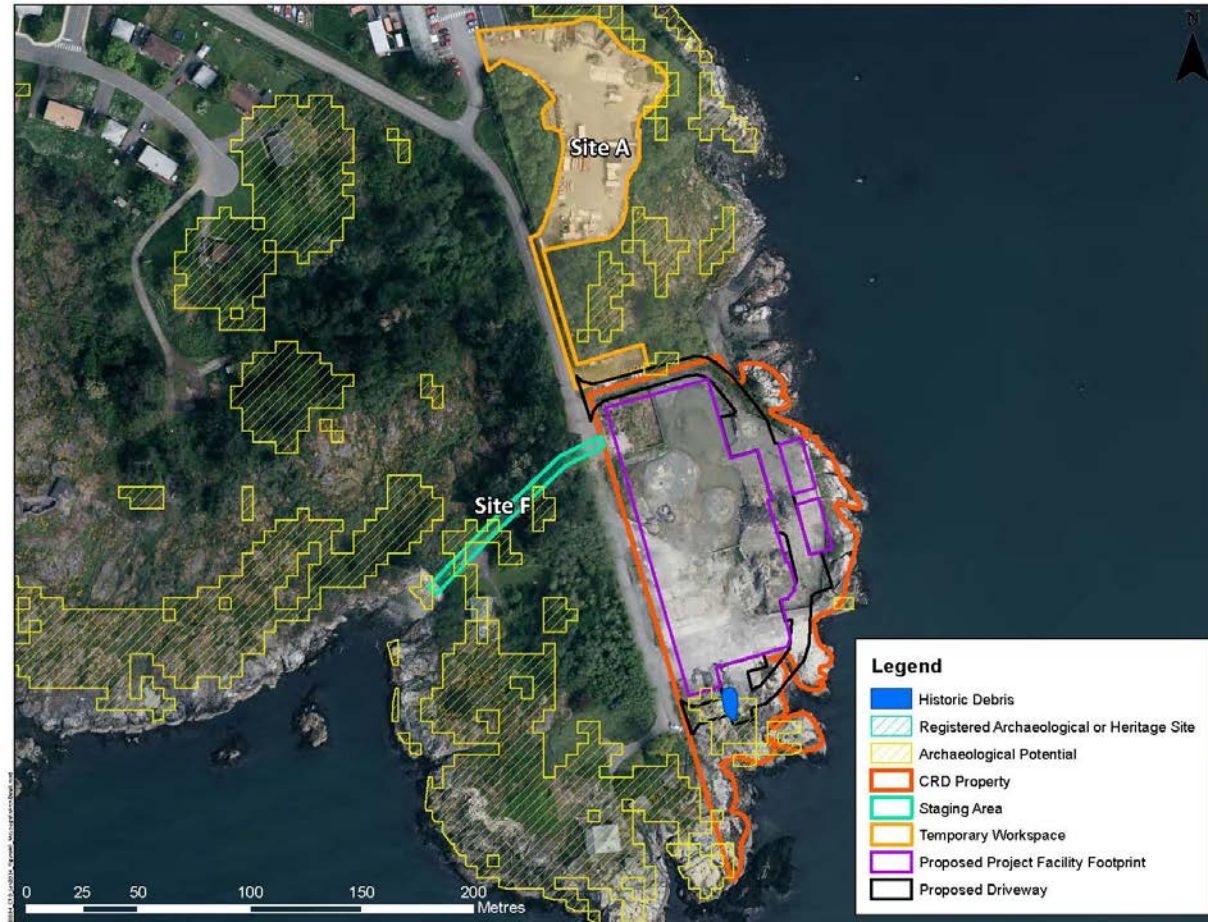 N
Site A
Site F
Legend
Historic Debris
Registered Archaeological or Heritage Site
Archaeological Potential
CRD Property
Staging Area
Temporary Workspace
Proposed Project Facility Footprint
Proposed Driveway
0 50 100 150 200
Metres